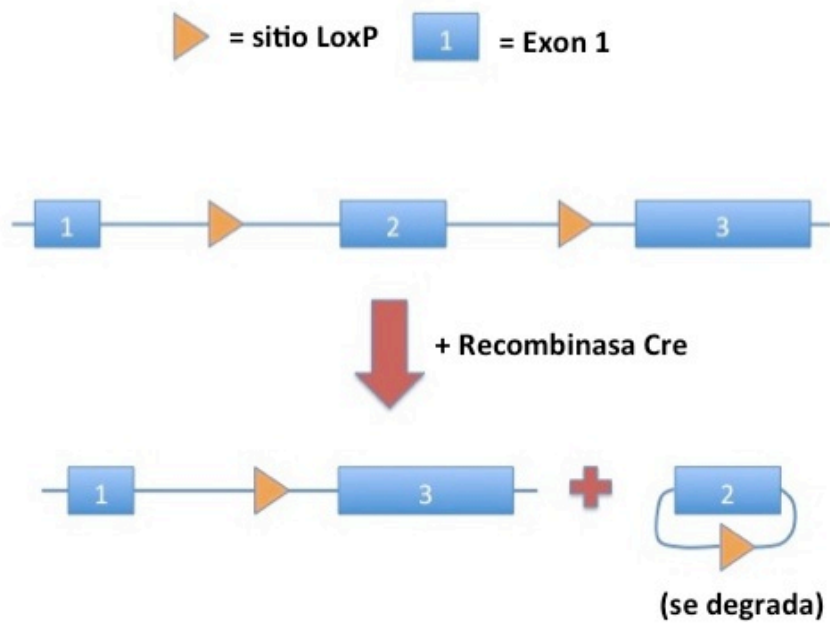 = sitio LoxP 1 = Exon 1
1 2 3
+ Recombinasa Cre
1 3 2
(se degrada)